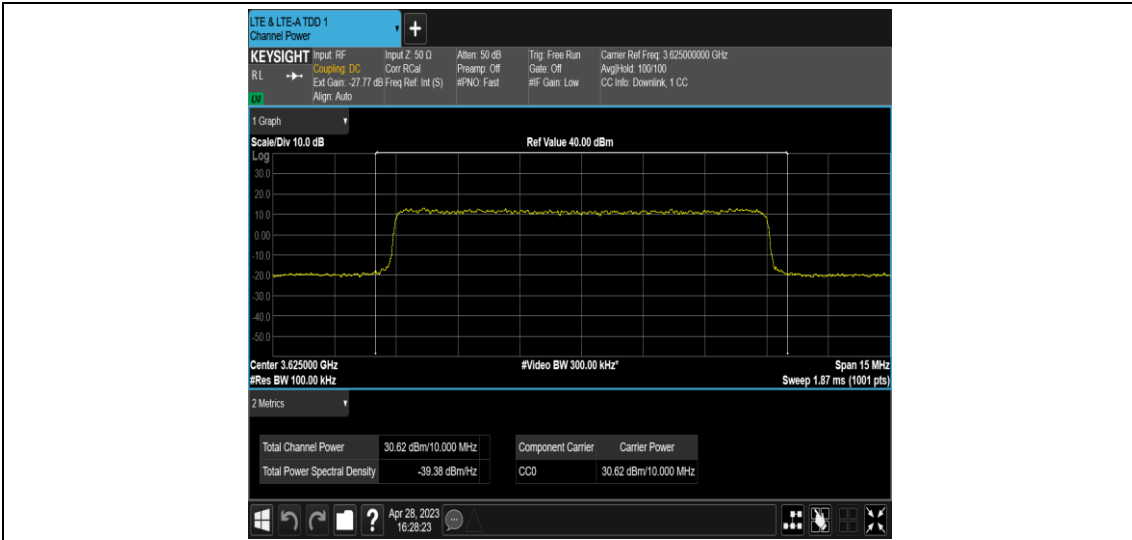 LTE & LTE-A TDD 1
Channel Power
KEYSIGHT
RL
LXI
Input: RF
Coupling: DC
Ext Gain: -27.77 dB
Align: Auto
Input Z: 50 Ω
Corr RCal
Freq Ref: Int (S)
Atten: 50 dB
Preamp: Off
#PNO: Fast
Trig: Free Run
Gate: Off
#IF Gain: Low
Carrier Ref Freq: 3.625000000 GHz
Avg|Hold: 100/100
CC Info: Downlink, 1 CC
1 Graph
Scale/Div 10.0 dB
Ref Value 40.00 dBm
Log
30.0
20.0
10.0
0.00
-10.0
-20.0
-30.0
-40.0
-50.0
Center 3.625000 GHz
#Video BW 300.00 kHz*
Span 15 MHz
#Res BW 100.00 kHz
Sweep 1.87 ms (1001 pts)
2 Metrics
Total Channel Power 30.62 dBm/10.000 MHz
Total Power Spectral Density -39.38 dBm/Hz
Component Carrier Carrier Power
CC0 30.62 dBm/10.000 MHz
?
Apr 28, 2023
16:28:23